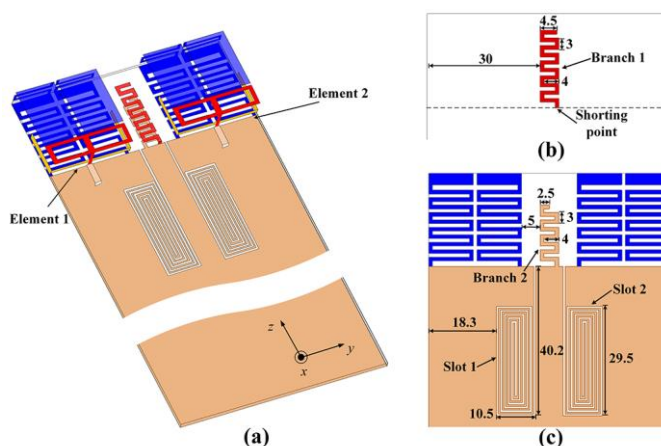 Element 2
Element 1
z
y
x
(a)
4.5
3
30
Branch 1
4
Shorting
point
(b)
2.5
5
3
4
Branch 2
Slot 2
18.3
40.2
29.5
Slot 1
10.5
(c)